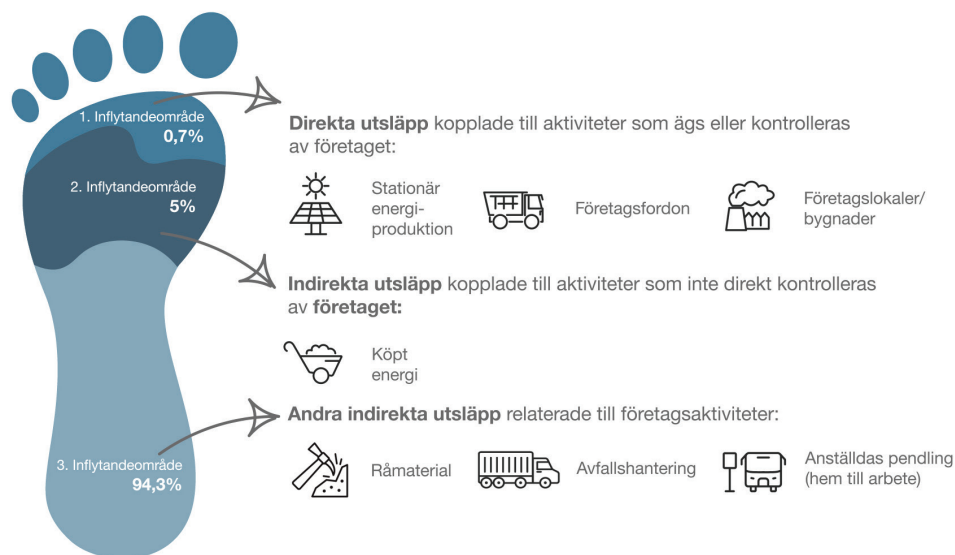 1. Inflytandeområde
0,7%
Direkta utsläpp kopplade till aktiviteter som ägs eller kontrolleras
av företaget:
2. Inflytandeområde
5%
Stationär
energi-
produktion
Företagsfordon
Företagslokaler/
bygnader
Indirekta utsläpp kopplade till aktiviteter som inte direkt kontrolleras
av företaget:
Köpt
energi
Andra indirekta utsläpp relaterade till företagsaktiviteter:
3. Inflytandeområde
94,3%
Råmaterial
Avfallshantering
Anställdas pendling
(hem till arbete)